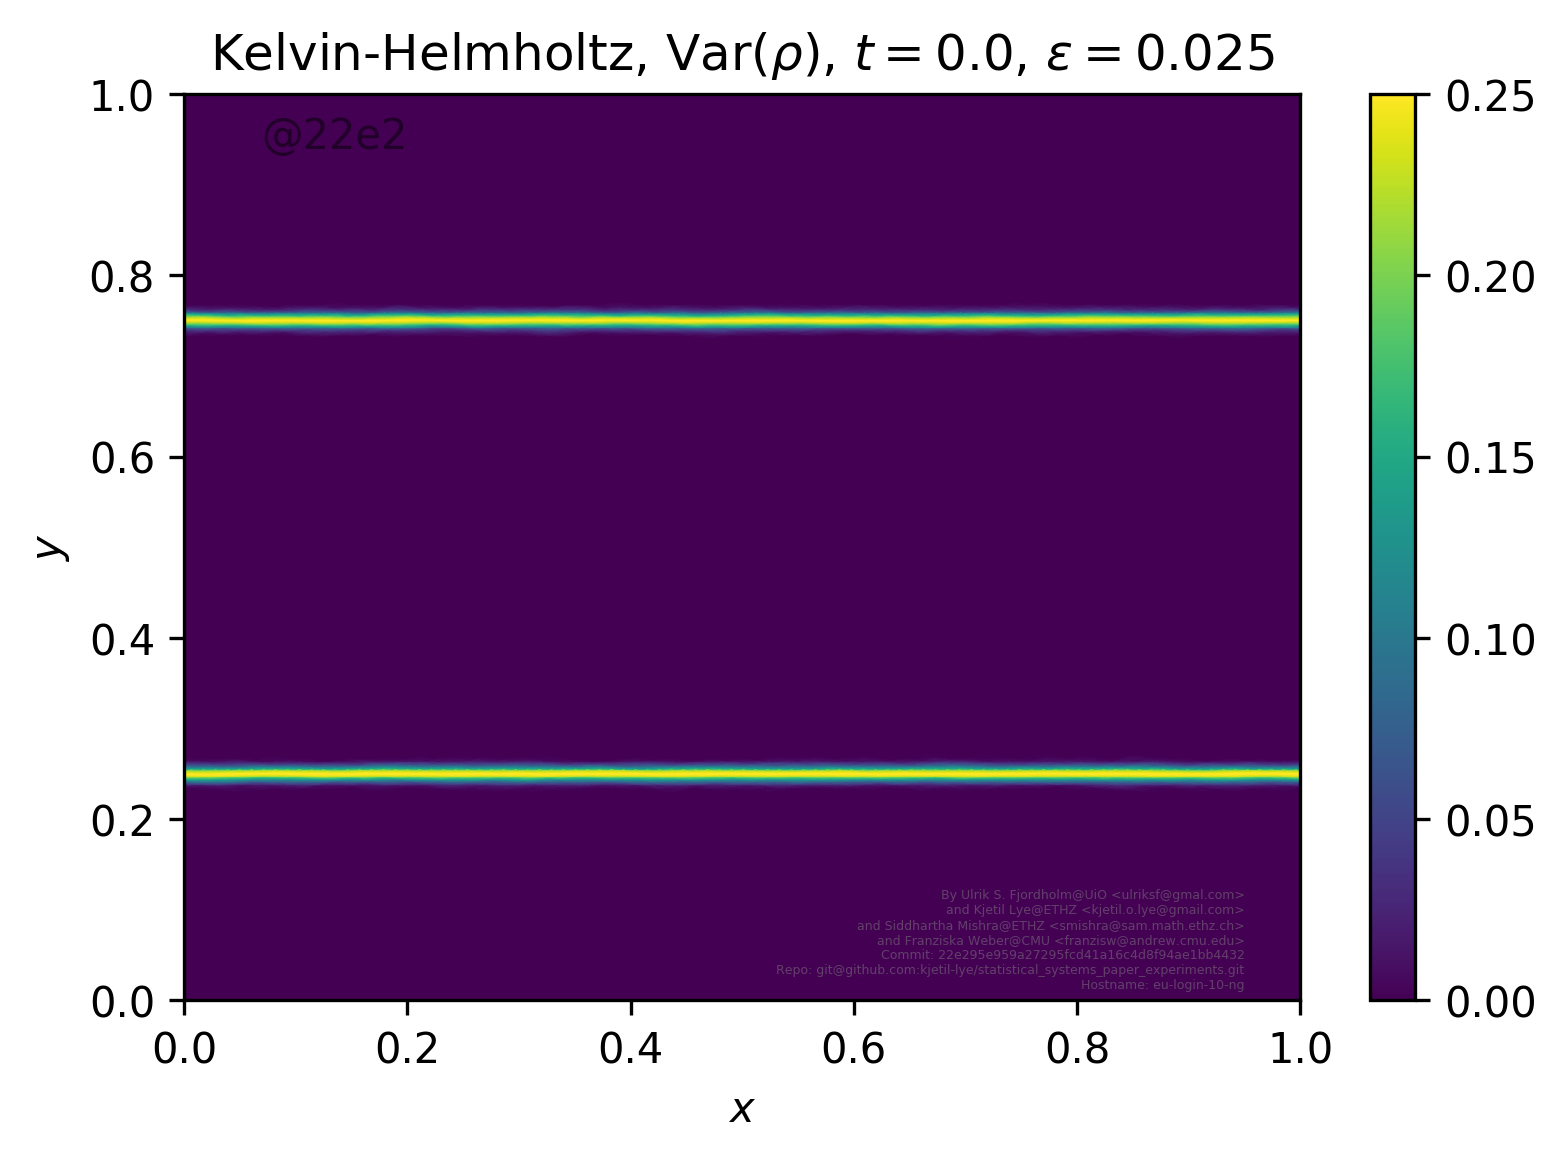 Kelvin-Helmholtz, Var(ρ), t = 0.0, ε = 0.025
@22e2
1.0
0.8
0.6
0.4
0.2
0.0
y
0.0 0.2 0.4 0.6 0.8 1.0
x
0.25
0.20
0.15
0.10
0.05
0.00
By Ulrik S. Fjordholm@UiO <ulriksf@gmal.com>
and Kjetil Lye@ETHZ <kjetil.o.lye@gmail.com>
and Siddhartha Mishra@ETHZ <smishra@sam.math.ethz.ch>
and Franziska Weber@CMU <franzisw@andrew.cmu.edu>
Commit: 22e295e959a27295fcd41a16c4d8f94ae1bb4432
Repo: git@github.com:kjetil-lye/statistical_systems_paper_experiments.git
Hostname: eu-login-10-ng